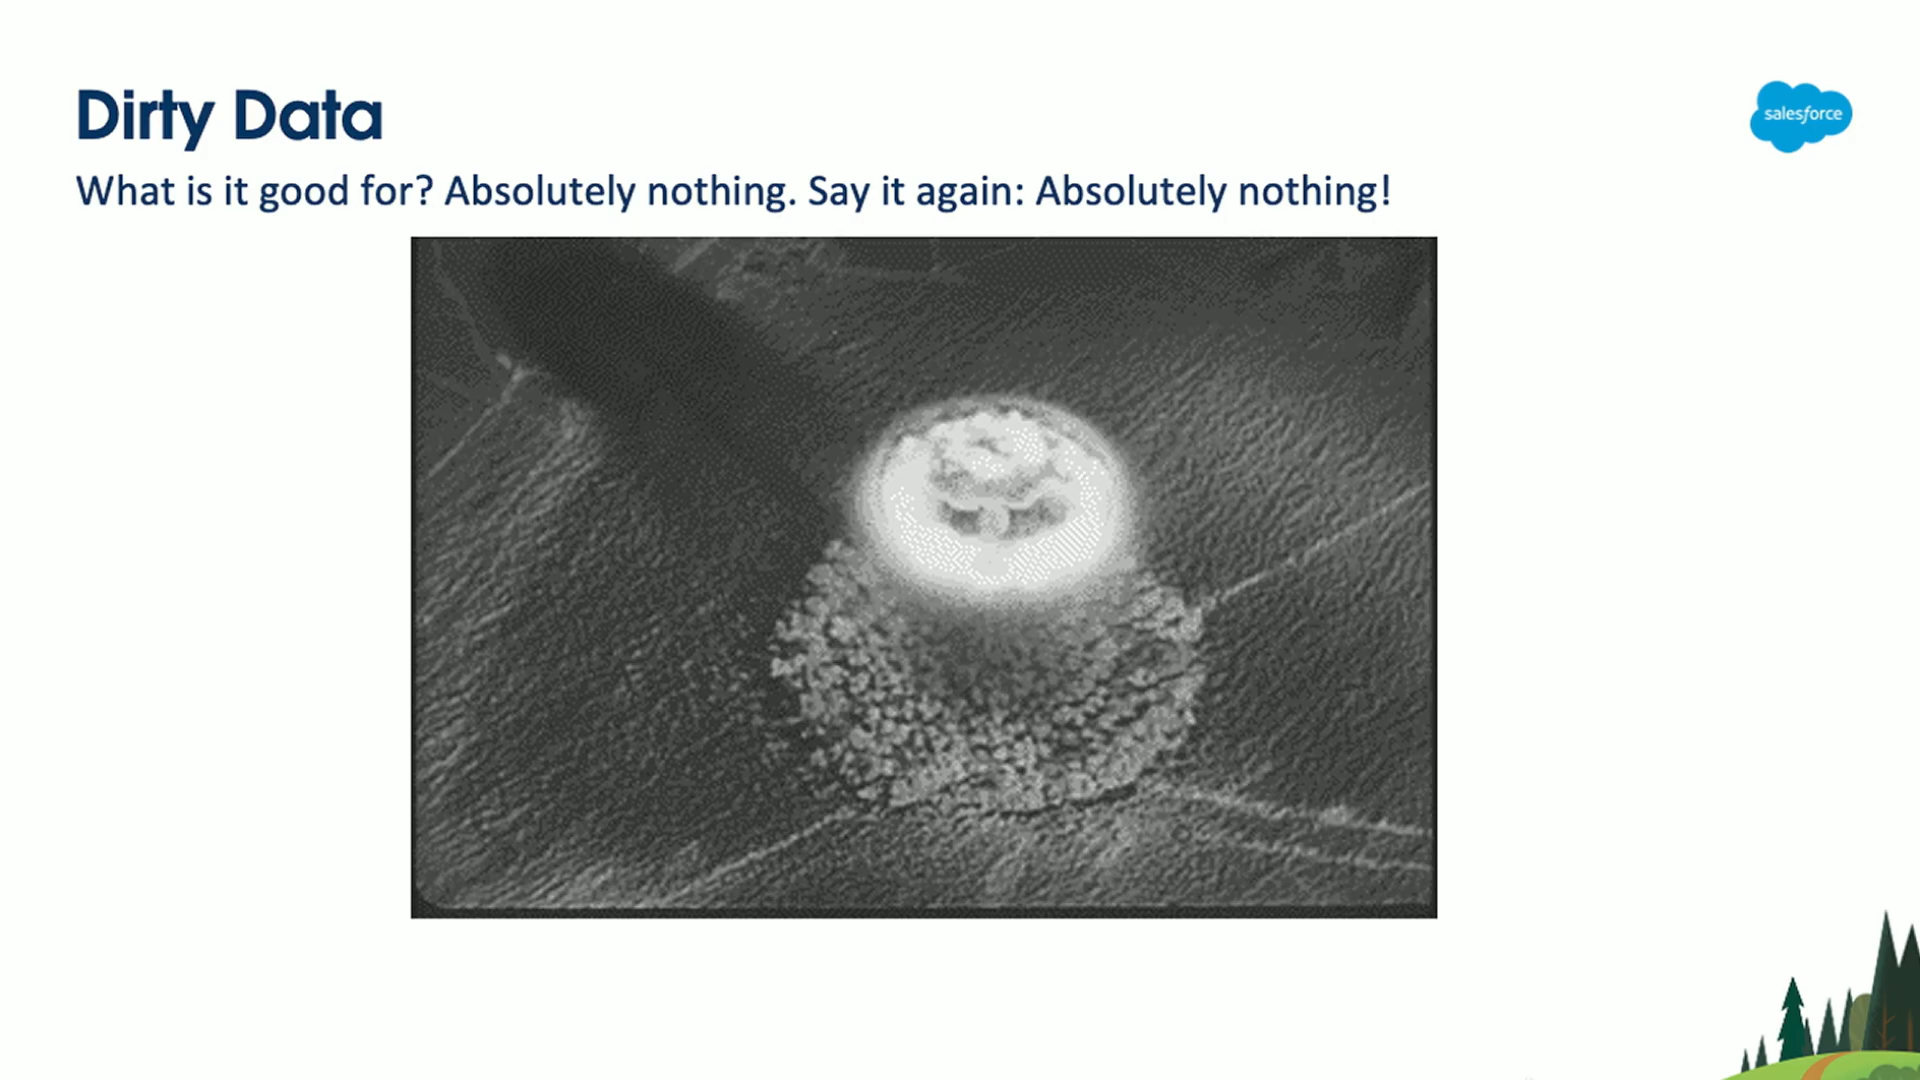 Dirty Data
salesforce
What is it good for? Absolutely nothing. Say it again: Absolutely nothing!